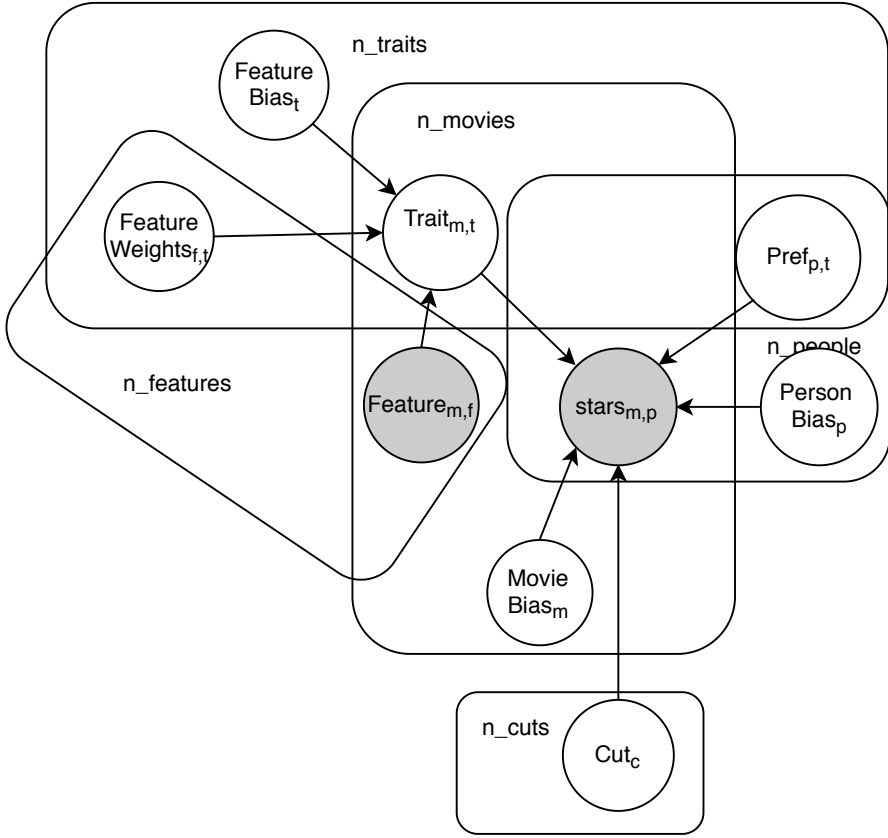 n_traits
Feature
Bias_t
n_movies
Feature
Weights_f,t
Trait_m,t
Pref_p,t
n_people
n_features
Feature_m,f
stars_m,p
Person
Bias_p
Movie
Bias_m
n_cuts
Cut_c